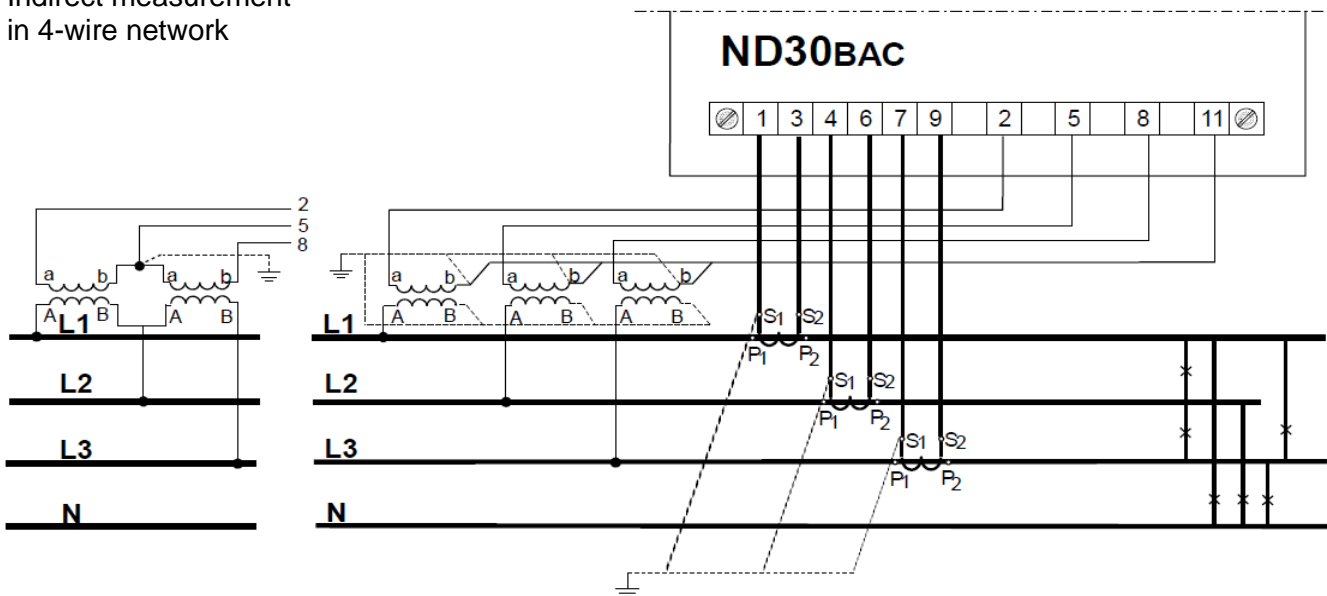 Indirect measurement
in 4-wire network
ND30BAC
1 3 4 6 7 9 2 5 8 11
2
5
8
a b a b
A B A B
a b a b a b
A B A B A B
L1
L1
S1 S2
P1 P2
L2
L2
S1 S2
P1 P2
L3
L3
S1 S2
P1 P2
N
N